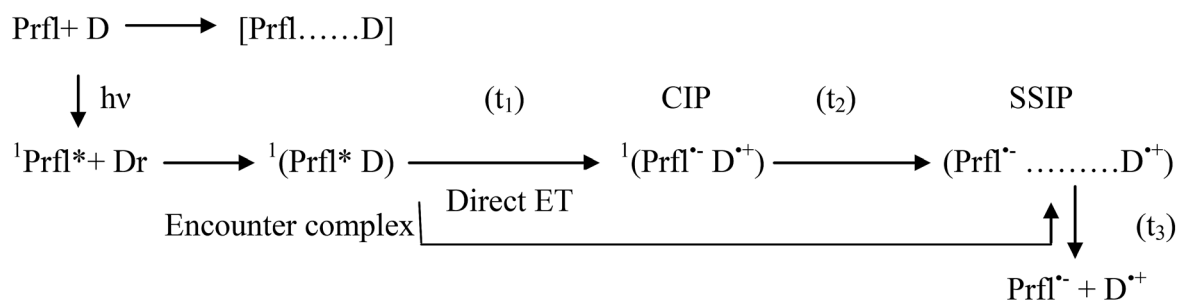 Prfl+ D [Prfl......D]
hν (t₁) CIP (t₂) SSIP
¹Prfl*+ Dr ¹(Prfl* D) ¹(Prfl•- D•+) (Prfl•- .........D•+)
Direct ET
Encounter complex (t₃)
Prfl•- + D•+